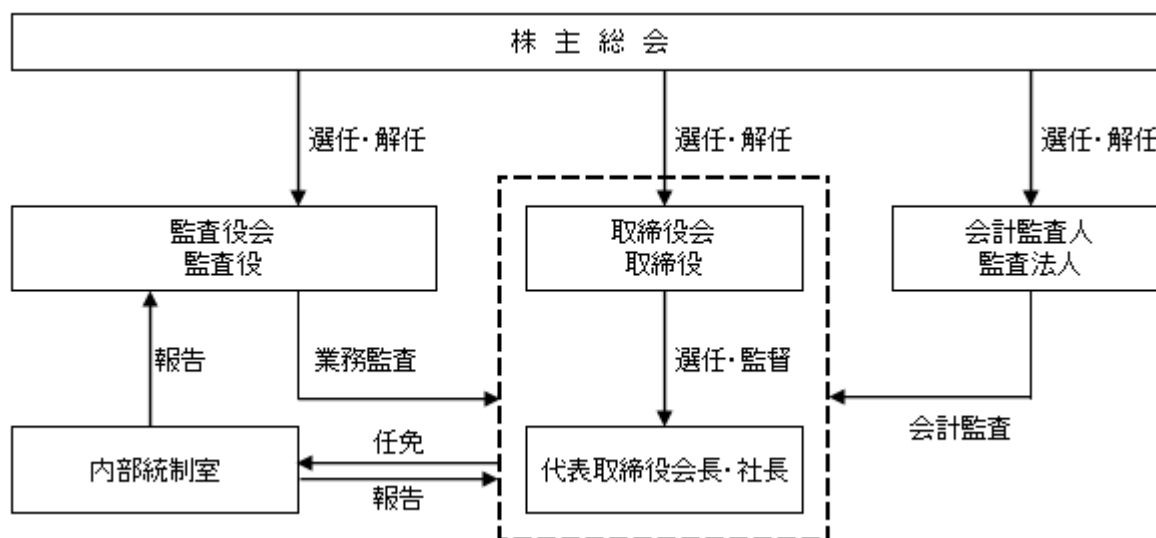 株主総会
選任・解任
選任・解任
選任・解任
監査役会
監査役
取締役会
取締役
会計監査人
監査法人
報告
業務監査
選任・監督
会計監査
内部統制室
任免
報告
代表取締役会長・社長